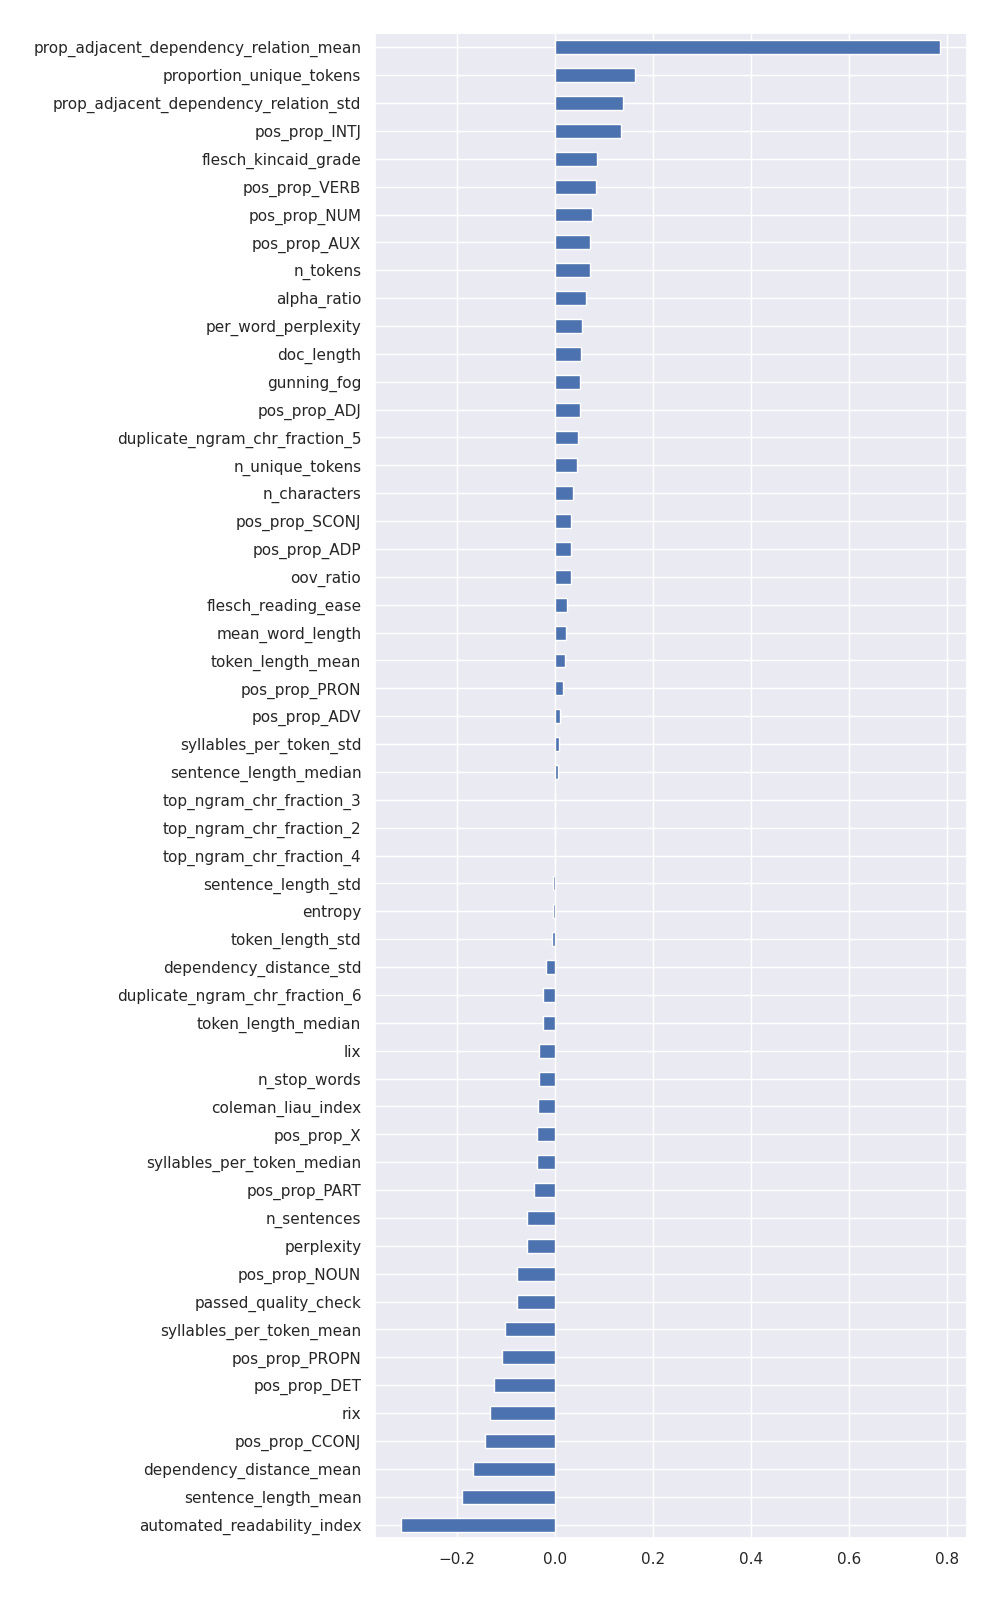 prop_adjacent_dependency_relation_mean
proportion_unique_tokens
prop_adjacent_dependency_relation_std
pos_prop_INTJ
flesch_kincaid_grade
pos_prop_VERB
pos_prop_NUM
pos_prop_AUX
n_tokens
alpha_ratio
per_word_perplexity
doc_length
gunning_fog
pos_prop_ADJ
duplicate_ngram_chr_fraction_5
n_unique_tokens
n_characters
pos_prop_SCONJ
pos_prop_ADP
oov_ratio
flesch_reading_ease
mean_word_length
token_length_mean
pos_prop_PRON
pos_prop_ADV
syllables_per_token_std
sentence_length_median
top_ngram_chr_fraction_3
top_ngram_chr_fraction_2
top_ngram_chr_fraction_4
sentence_length_std
entropy
token_length_std
dependency_distance_std
duplicate_ngram_chr_fraction_6
token_length_median
lix
n_stop_words
coleman_liau_index
pos_prop_X
syllables_per_token_median
pos_prop_PART
n_sentences
perplexity
pos_prop_NOUN
passed_quality_check
syllables_per_token_mean
pos_prop_PROPN
pos_prop_DET
rix
pos_prop_CCONJ
dependency_distance_mean
sentence_length_mean
automated_readability_index
−0.2 0.0 0.2 0.4 0.6 0.8